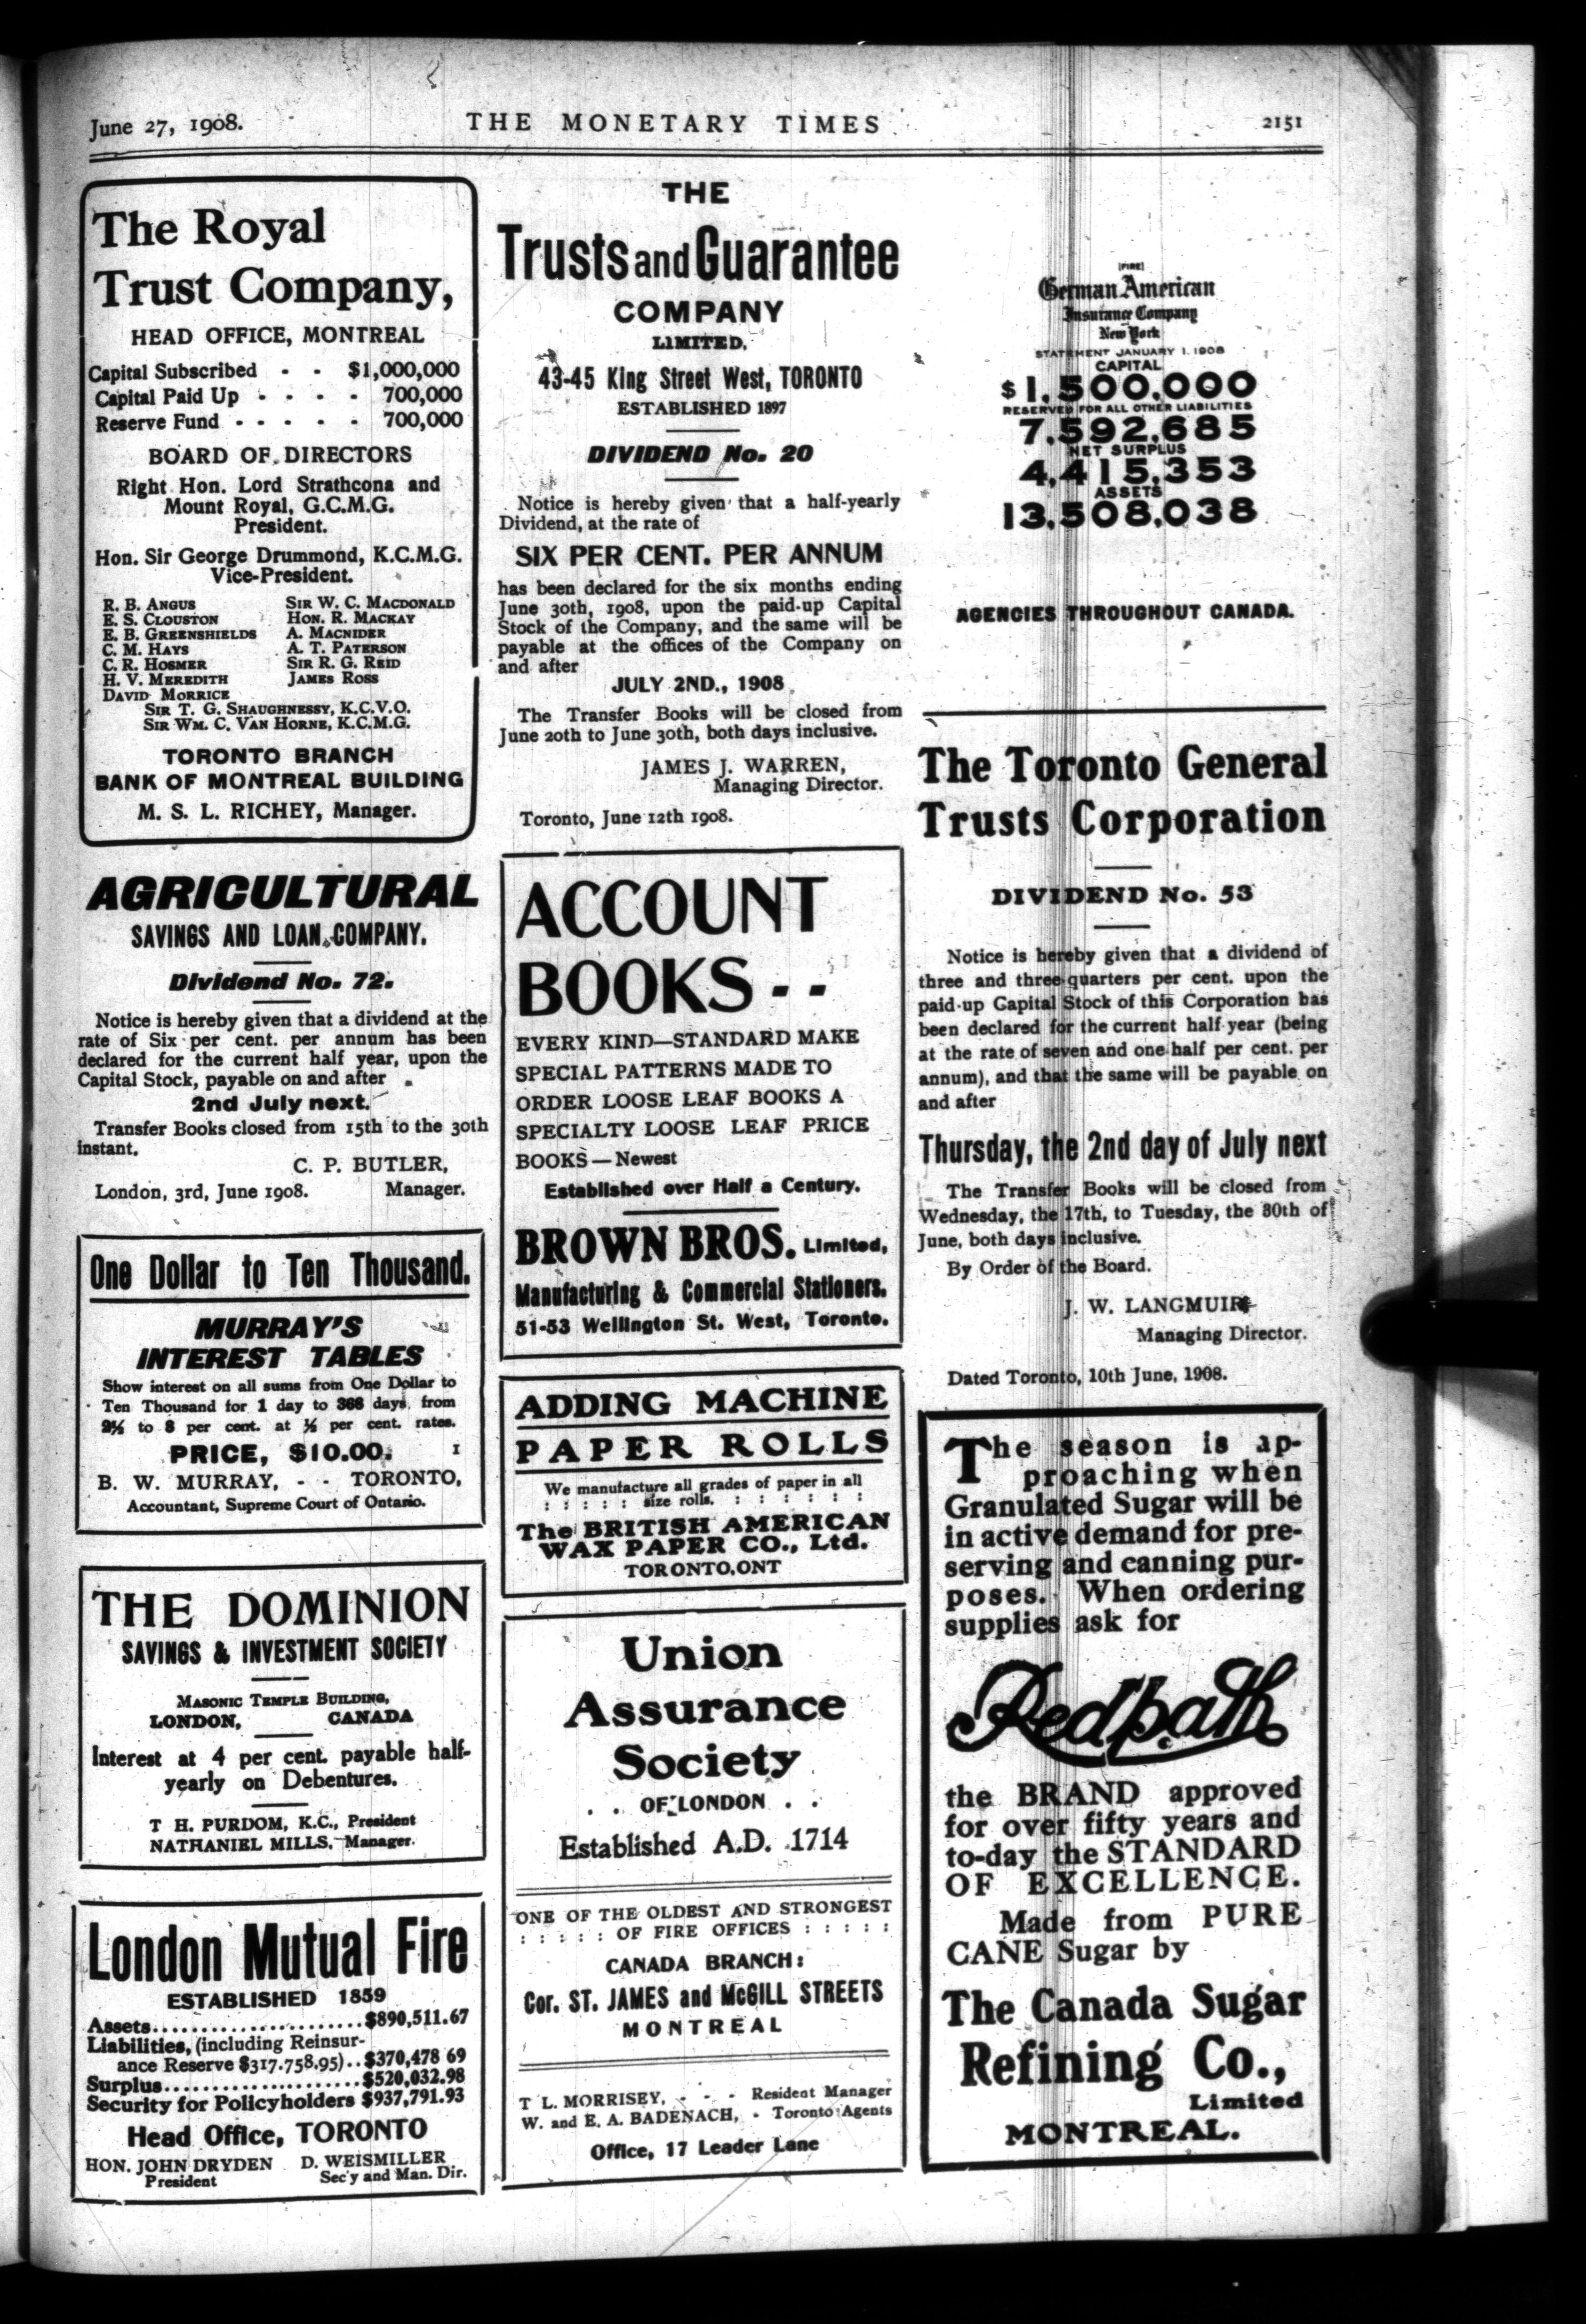 June 27, 1908.
THE MONETARY TIMES
2151
The Royal
Trust Company,
HEAD OFFICE, MONTREAL
Capital Subscribed - - $1,000,000
Capital Paid Up - - - - 700,000
Reserve Fund - - - - - 700,000
BOARD OF DIRECTORS
Right Hon. Lord Strathcona and
Mount Royal, G.C.M.G.
President.
Hon. Sir George Drummond, K.C.M.G.
Vice-President.
R. B. ANGUS SIR W. C. MACDONALD
E. S. CLOUSTON HON. R. MACKAY
E. B. GREENSHIELDS A. MACNIDER
C. M. HAYS A. T. PATERSON
C. R. HOSMER SIR R. G. REID
H. V. MEREDITH JAMES ROSS
DAVID MORRICE
SIR T. G. SHAUGHNESSY, K.C.V.O.
SIR WM. C. VAN HORNE, K.C.M.G.
TORONTO BRANCH
BANK OF MONTREAL BUILDING
M. S. L. RICHEY, Manager.
AGRICULTURAL
SAVINGS AND LOAN COMPANY.
Dividend No. 72.
Notice is hereby given that a dividend at the
rate of Six per cent. per annum has been
declared for the current half year, upon the
Capital Stock, payable on and after
2nd July next.
Transfer Books closed from 15th to the 30th
instant.
C. P. BUTLER,
London, 3rd, June 1908. Manager.
One Dollar to Ten Thousand.
MURRAY'S
INTEREST TABLES
Show interest on all sums from One Dollar to
Ten Thousand for 1 day to 368 days from
2½ to 8 per cent. at ½ per cent. rates.
PRICE, $10.00. I
B. W. MURRAY, - - TORONTO,
Accountant, Supreme Court of Ontario.
THE DOMINION
SAVINGS & INVESTMENT SOCIETY
MASONIC TEMPLE BUILDING,
LONDON, CANADA
Interest at 4 per cent. payable half-
yearly on Debentures.
T H. PURDOM, K.C., President
NATHANIEL MILLS, Manager.
London Mutual Fire
ESTABLISHED 1859
Assets.......................$890,511.67
Liabilities, (including Reinsur-
ance Reserve $317.758.95)..$370,478 69
Surplus......................$520,032.98
Security for Policyholders $937,791.93
Head Office, TORONTO
HON. JOHN DRYDEN D. WEISMILLER
President Sec'y and Man. Dir.
THE
Trusts and Guarantee
COMPANY
LIMITED,
43-45 King Street West, TORONTO
ESTABLISHED 1897
DIVIDEND No. 20
Notice is hereby given that a half-yearly
Dividend, at the rate of
SIX PER CENT. PER ANNUM
has been declared for the six months ending
June 30th, 1908, upon the paid-up Capital
Stock of the Company, and the same will be
payable at the offices of the Company on
and after
JULY 2ND., 1908
The Transfer Books will be closed from
June 20th to June 30th, both days inclusive.
JAMES J. WARREN,
Managing Director.
Toronto, June 12th 1908.
ACCOUNT
BOOKS - -
EVERY KIND—STANDARD MAKE
SPECIAL PATTERNS MADE TO
ORDER LOOSE LEAF BOOKS A
SPECIALTY LOOSE LEAF PRICE
BOOKS—Newest
Established over Half a Century.
BROWN BROS. Limited,
Manufacturing & Commercial Stationers.
51-53 Wellington St. West, Toronto.
ADDING MACHINE
PAPER ROLLS
We manufacture all grades of paper in all
: : : : : size rolls. : : : : : :
The BRITISH AMERICAN
WAX PAPER CO., Ltd.
TORONTO.ONT
Union
Assurance
Society
. . OF LONDON . .
Established A.D. 1714
ONE OF THE OLDEST AND STRONGEST
: : : : : OF FIRE OFFICES : : : : :
CANADA BRANCH:
Cor. ST. JAMES and McGILL STREETS
MONTREAL
T L. MORRISEY, - - - Resident Manager
W. and E. A. BADENACH, - Toronto Agents
Office, 17 Leader Lane
[FIRE]
German American
Insurance Company
New York
STATEMENT JANUARY 1, 1908
CAPITAL
$1,500,000
RESERVED FOR ALL OTHER LIABILITIES
7,592,685
NET SURPLUS
4,415,353
ASSETS
13,508,038
AGENCIES THROUGHOUT CANADA.
The Toronto General
Trusts Corporation
DIVIDEND No. 53
Notice is hereby given that a dividend of
three and three-quarters per cent. upon the
paid-up Capital Stock of this Corporation has
been declared for the current half-year (being
at the rate of seven and one-half per cent. per
annum), and that the same will be payable on
and after
Thursday, the 2nd day of July next
The Transfer Books will be closed from
Wednesday, the 17th, to Tuesday, the 30th of
June, both days inclusive.
By Order of the Board.
J. W. LANGMUIR
Managing Director.
Dated Toronto, 10th June, 1908.
The season is ap-
proaching when
Granulated Sugar will be
in active demand for pre-
serving and canning pur-
poses. When ordering
supplies ask for
Redpath
the BRAND approved
for over fifty years and
to-day the STANDARD
OF EXCELLENCE.
Made from PURE
CANE Sugar by
The Canada Sugar
Refining Co.,
Limited
MONTREAL.